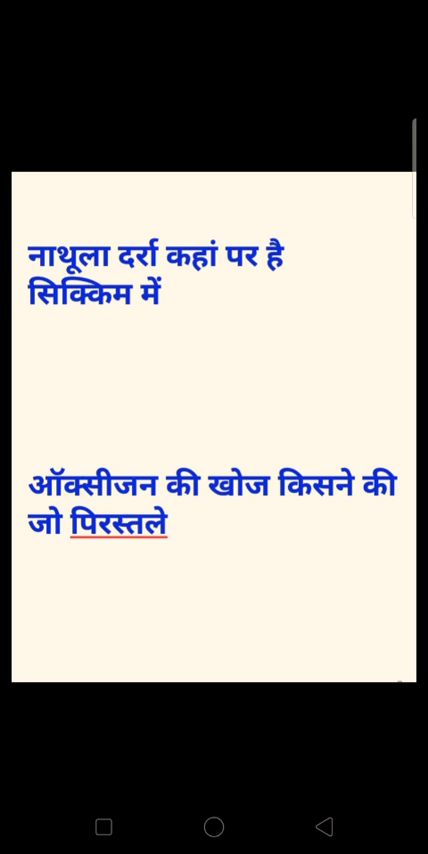 नाथूला दर्रा कहां पर है
सिक्किम में
ऑक्सीजन की खोज किसने की
जो पिरस्तले